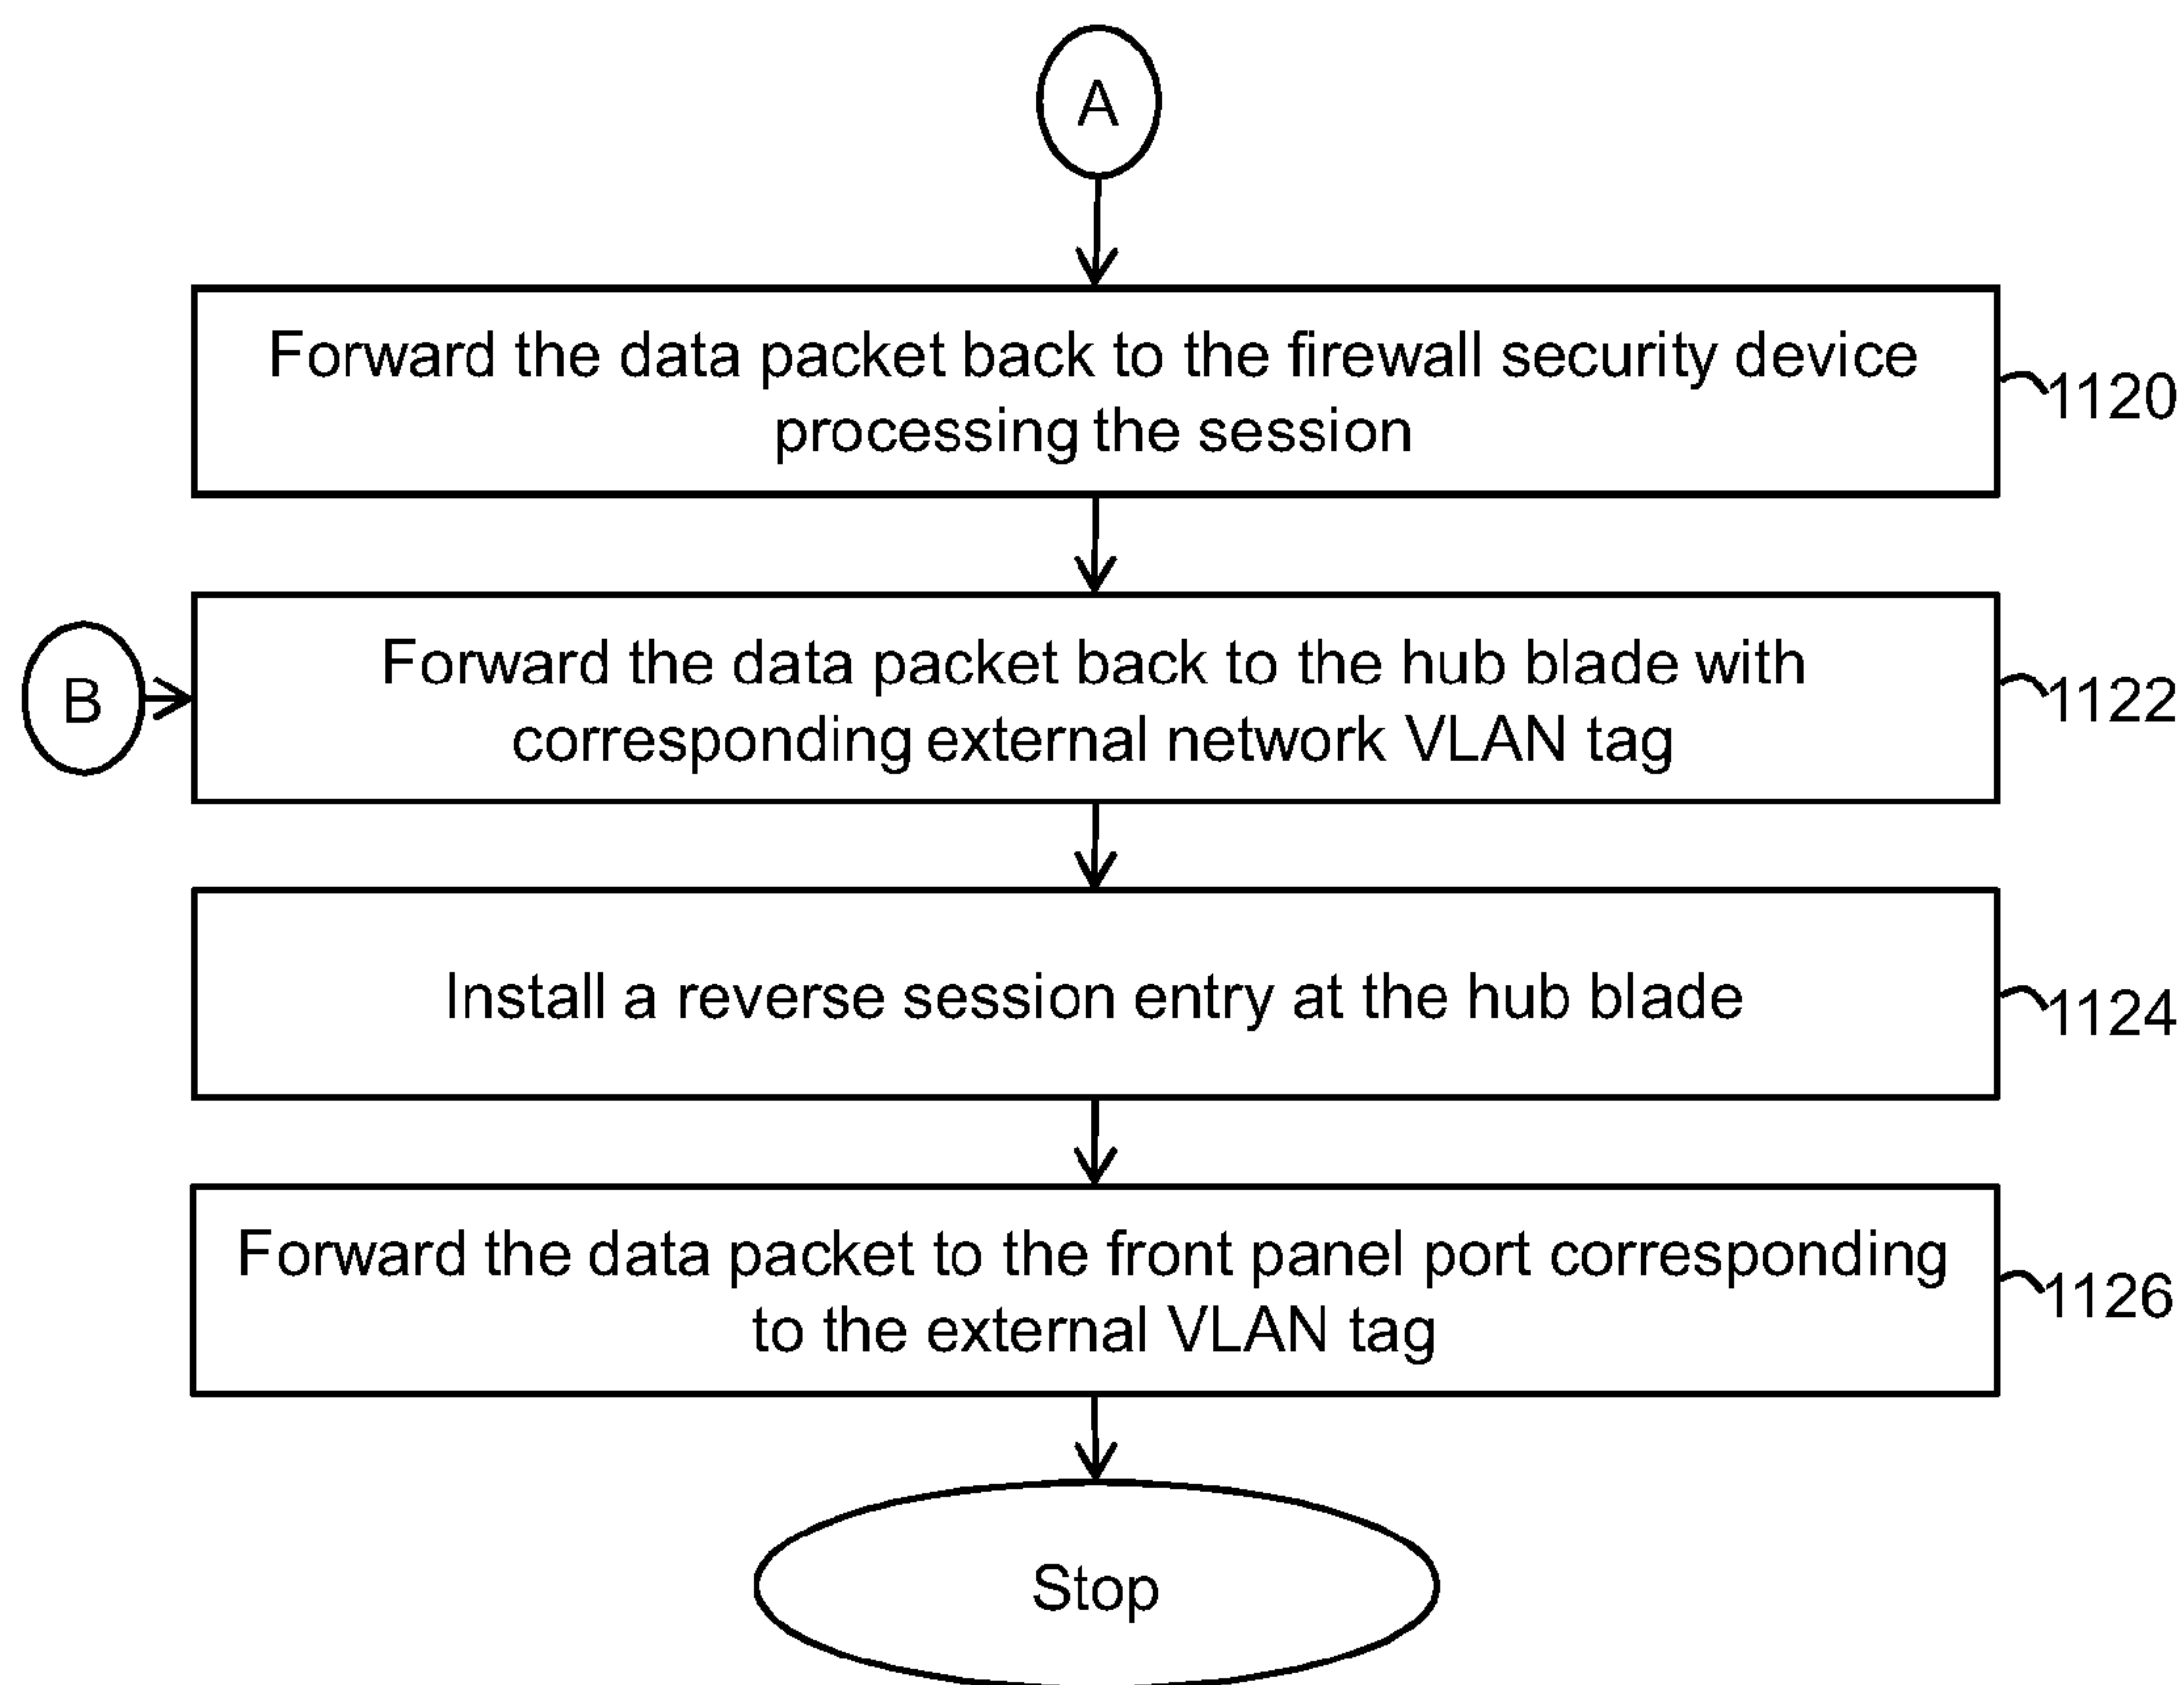 A
Forward the data packet back to the firewall security device
processing the session
1120
B
Forward the data packet back to the hub blade with
corresponding external network VLAN tag
1122
Install a reverse session entry at the hub blade
1124
Forward the data packet to the front panel port corresponding
to the external VLAN tag
1126
Stop